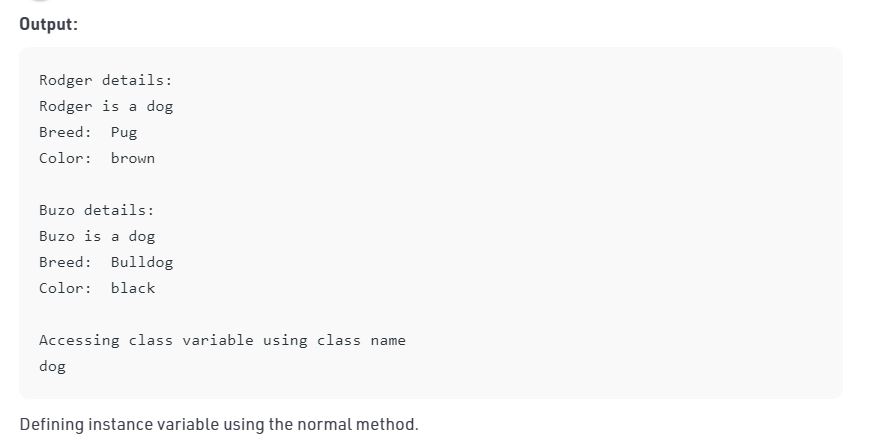 Output:
Rodger details:
Rodger is a dog
Breed:  Pug
Color:  brown
Buzo details:
Buzo is a dog
Breed:  Bulldog
Color:  black
Accessing class variable using class name
dog
Defining instance variable using the normal method.